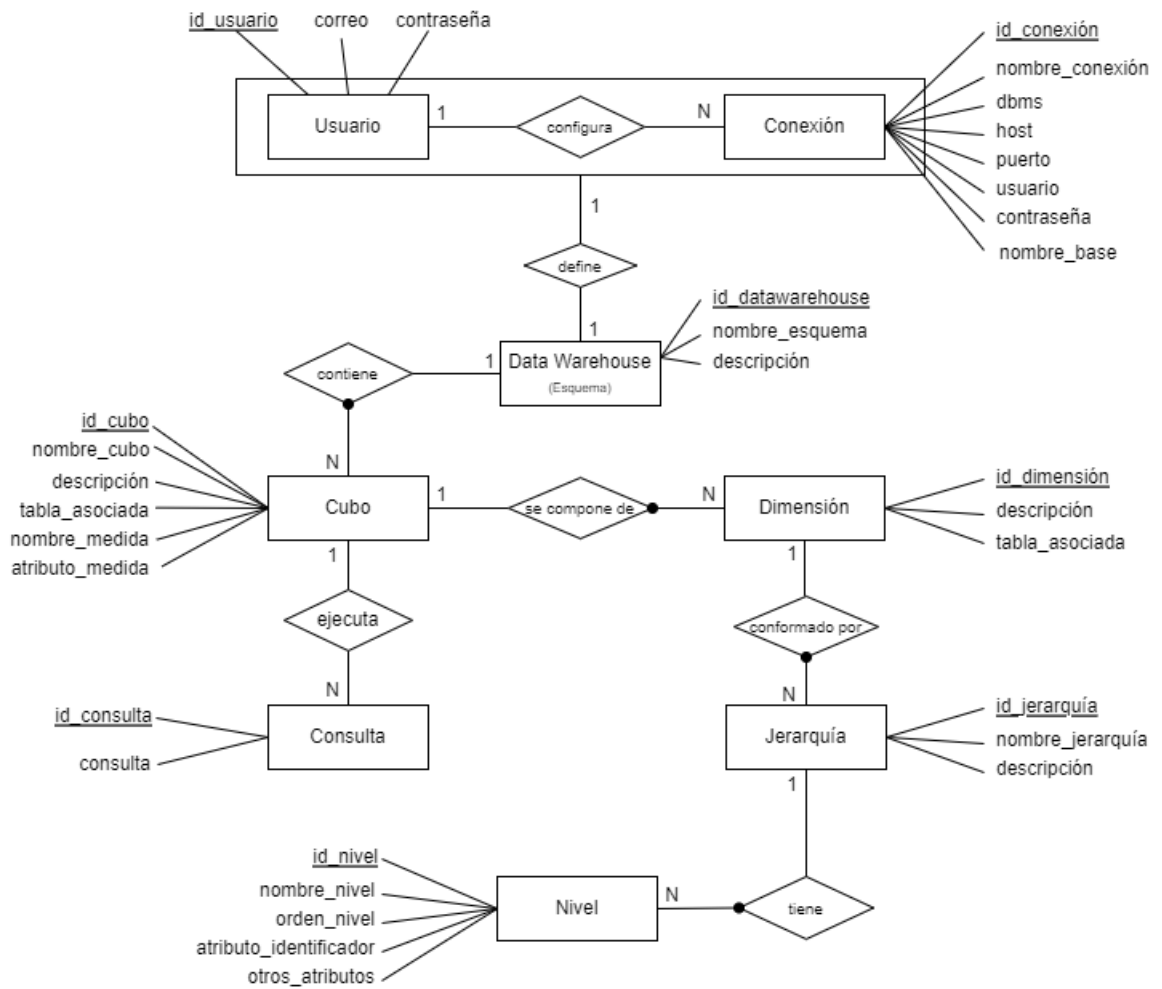 id_usuario
correo
contraseña
Usuario
1
configura
N
Conexión
id_conexión
nombre_conexión
dbms
host
puerto
usuario
contraseña
nombre_base
1
define
1
Data Warehouse
(Esquema)
id_datawarehouse
nombre_esquema
descripción
1
contiene
N
id_cubo
nombre_cubo
descripción
tabla_asociada
nombre_medida
atributo_medida
Cubo
1
se compone de
N
Dimensión
id_dimensión
descripción
tabla_asociada
1
ejecuta
N
id_consulta
consulta
Consulta
1
conformado por
N
Jerarquía
id_jerarquía
nombre_jerarquía
descripción
1
tiene
N
Nivel
id_nivel
nombre_nivel
orden_nivel
atributo_identificador
otros_atributos